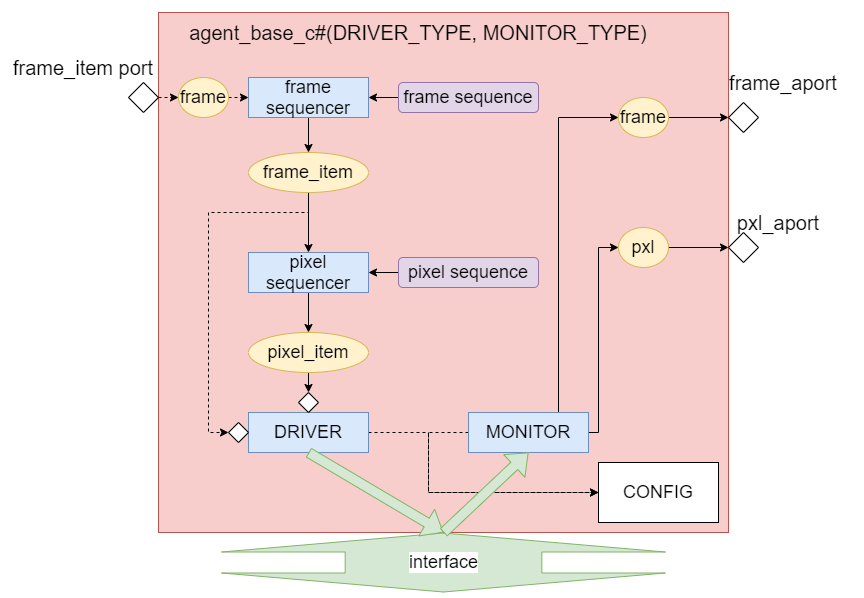 agent_base_c#(DRIVER_TYPE, MONITOR_TYPE)
frame_item port
frame
frame
sequencer
frame sequence
frame_aport
frame
frame_item
pxl_aport
pxl
pixel
sequencer
pixel sequence
pixel_item
DRIVER
MONITOR
CONFIG
interface